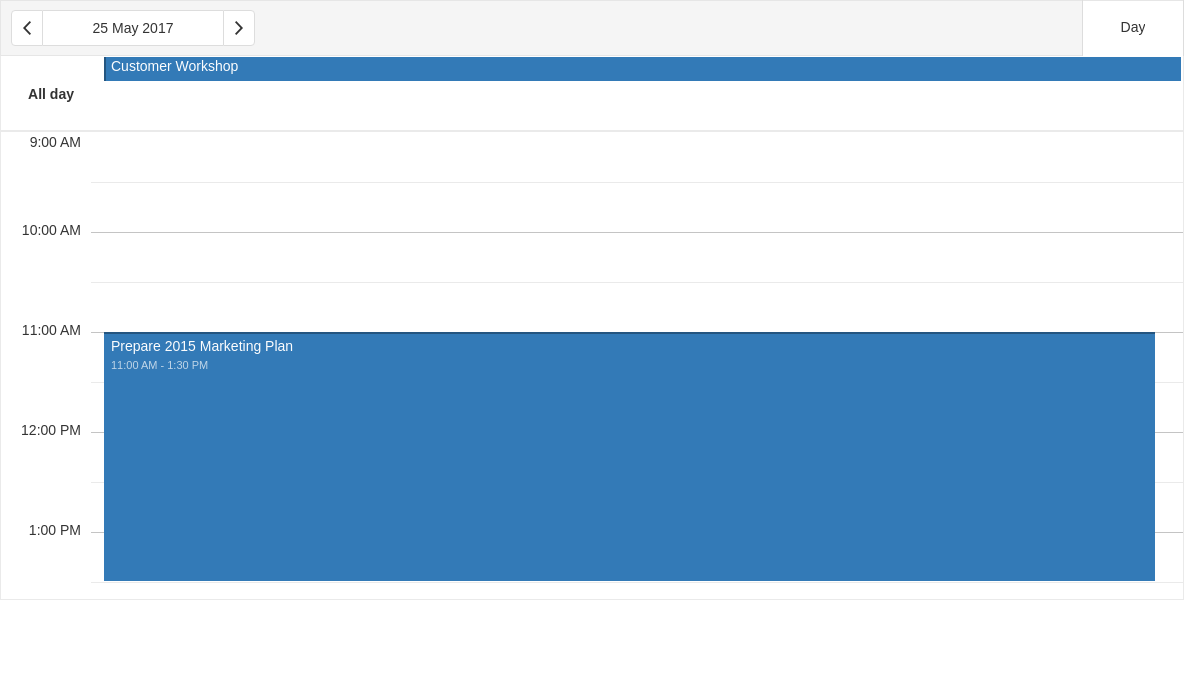 25 May 2017
Day
Customer Workshop
All day
9:00 AM
10:00 AM
11:00 AM
Prepare 2015 Marketing Plan
11:00 AM - 1:30 PM
12:00 PM
1:00 PM